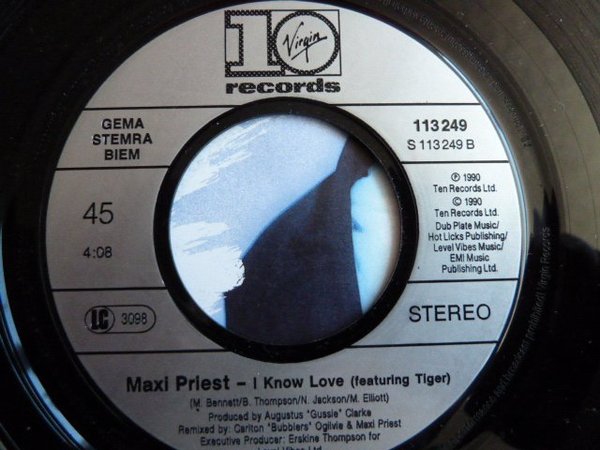 10
Virgin
records
GEMA
STEMRA
BIEM
113 249
S 113 249 B
℗ 1990
Ten Records Ltd.
© 1990
Ten Records Ltd.
Dub Plate Music/
Hot Licks Publishing/
Level Vibes Music/
EMI Music
Publishing Ltd.
45
4:08
LC 3098
STEREO
Maxi Priest – I Know Love (featuring Tiger)
(M. Bennett/B. Thompson/N. Jackson/M. Elliott)
Produced by Augustus "Gussie" Clarke
Remixed by: Carlton "Bubblers" Ogilvie & Maxi Priest
Executive Producer: Erskine Thompson for
Level Vibes Ltd.